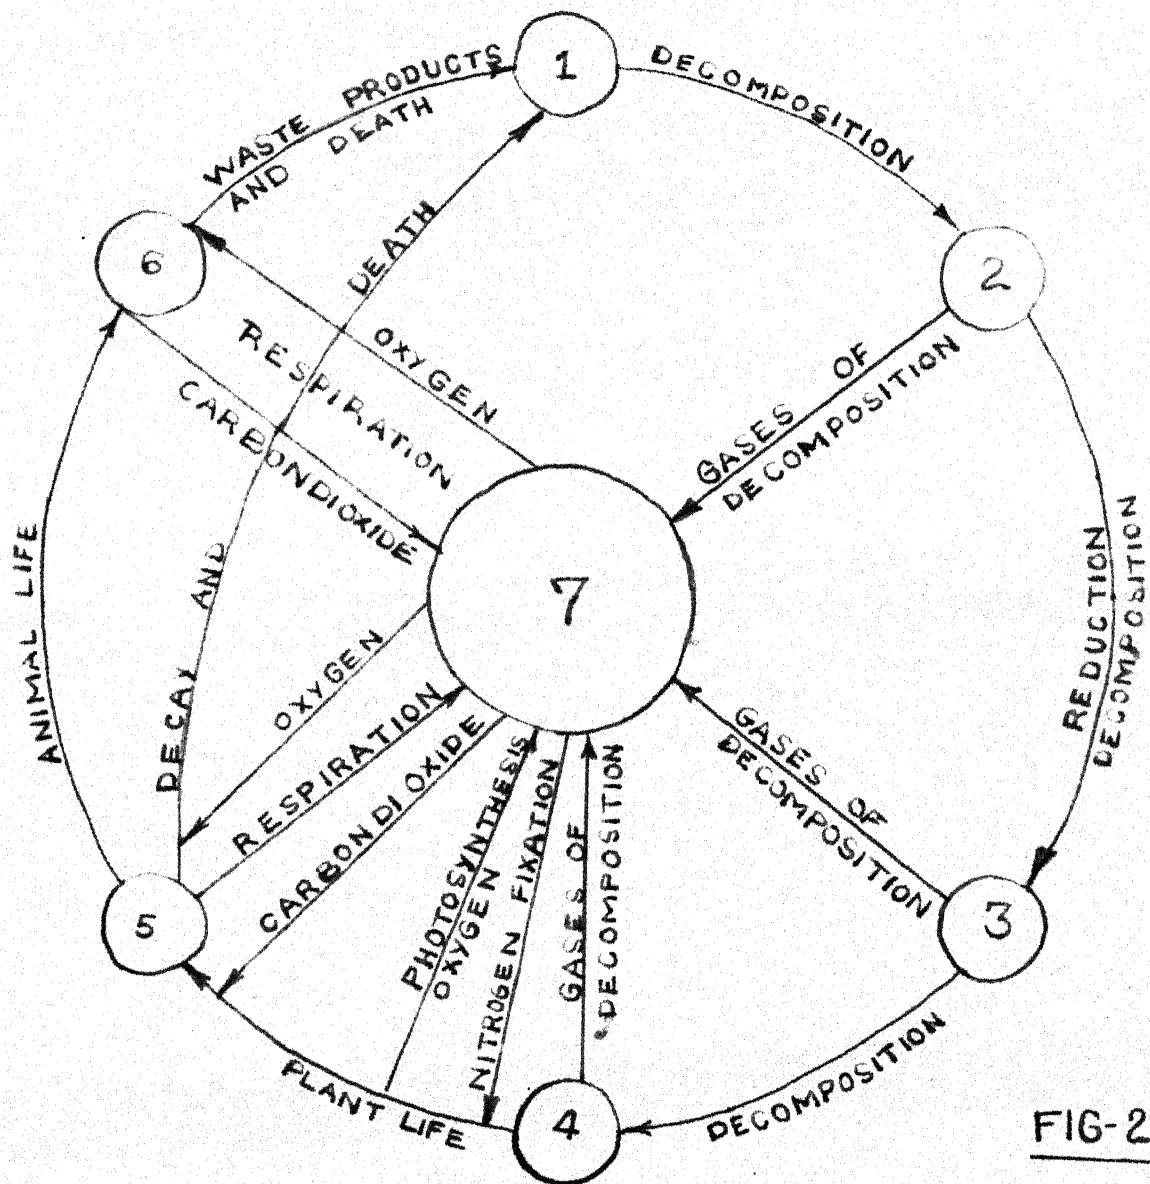 1
DECOMPOSITION
WASTE PRODUCTS
AND DEATH
6
2
DECAY AND DEATH
OXYGEN
RESPIRATION
CARBONDIOXIDE
GASES OF
DECOMPOSITION
ANIMAL LIFE
7
REDUCTION
DECOMPOSITION
OXYGEN
RESPIRATION
CARBONDIOXIDE
PHOTOSYNTHESIS
OXYGEN
NITROGEN FIXATION
GASES OF
DECOMPOSITION
GASES OF
DECOMPOSITION
5
3
PLANT LIFE
4
DECOMPOSITION
FIG-2